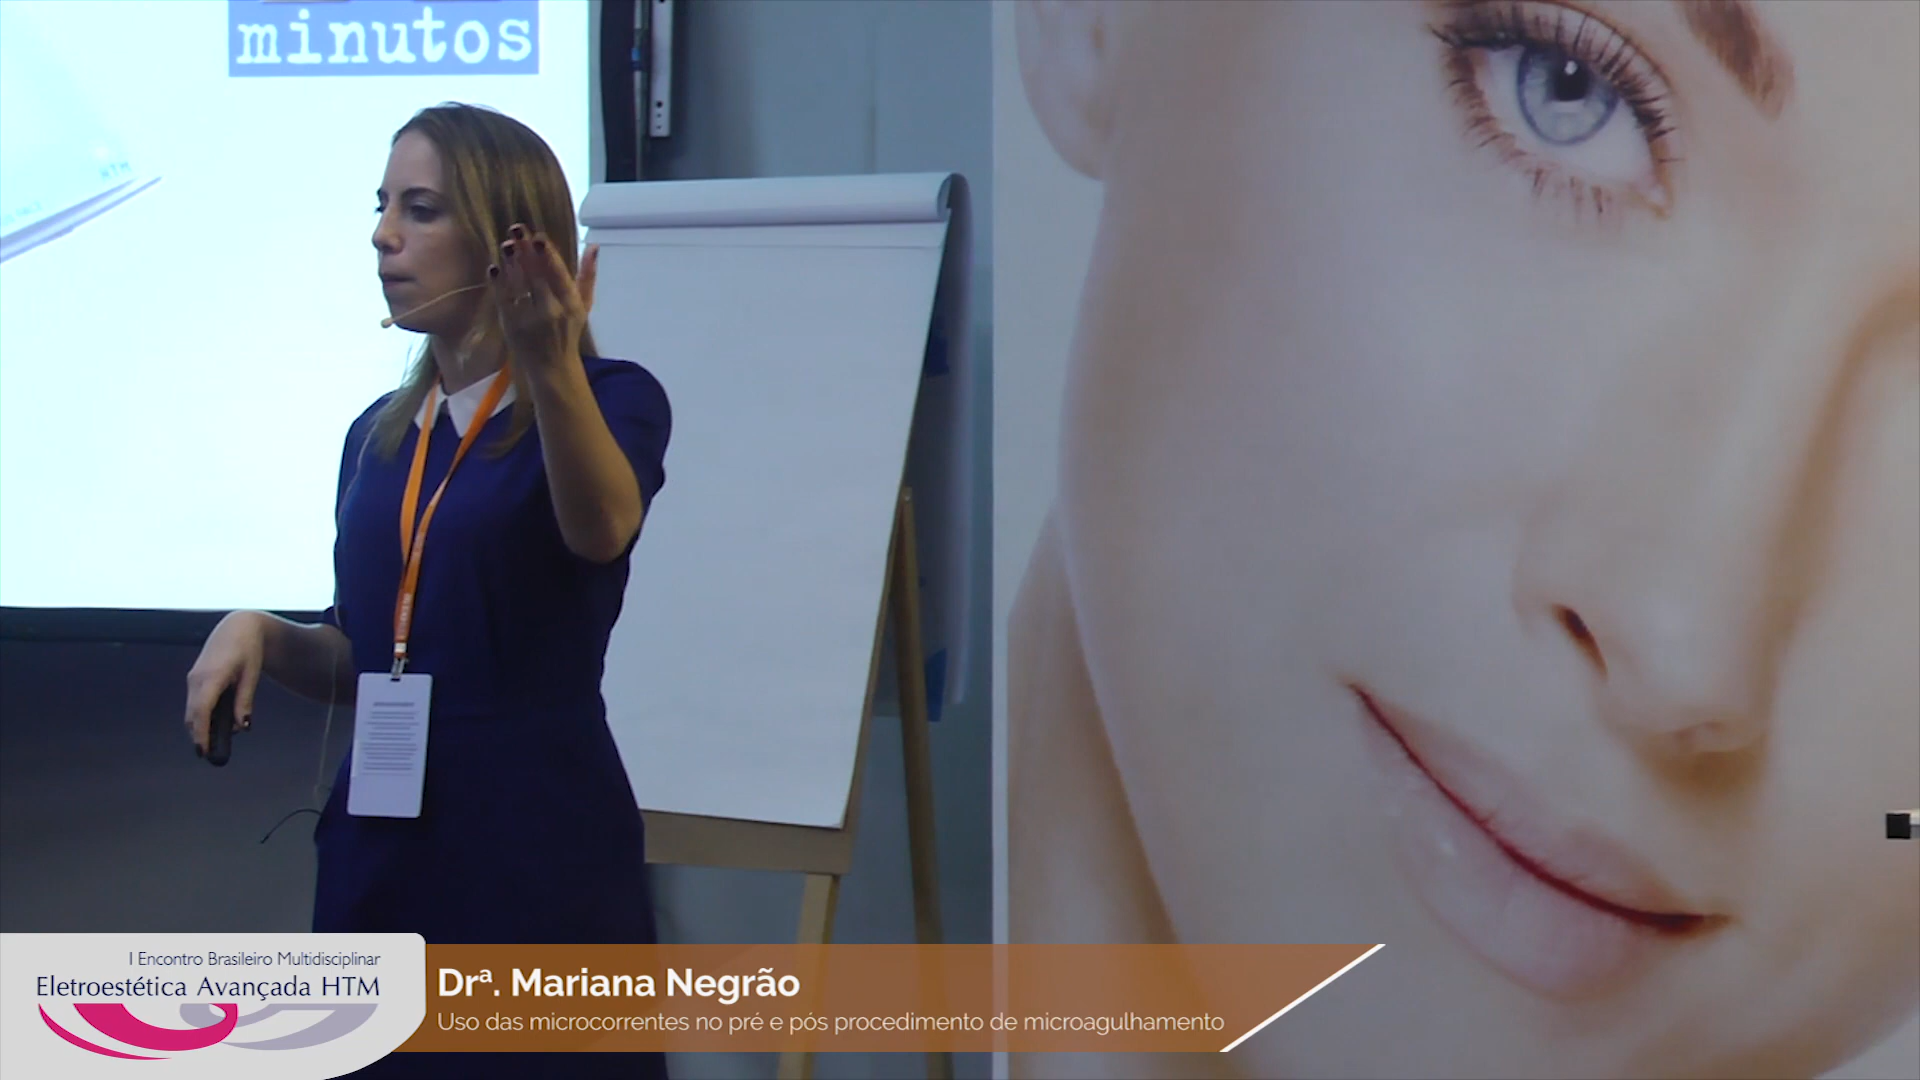 minutos
HTM
I Encontro Brasileiro Multidisciplinar
Eletroestética Avançada HTM
Drª. Mariana Negrão
Uso das microcorrentes no pré e pós procedimento de microagulhamento